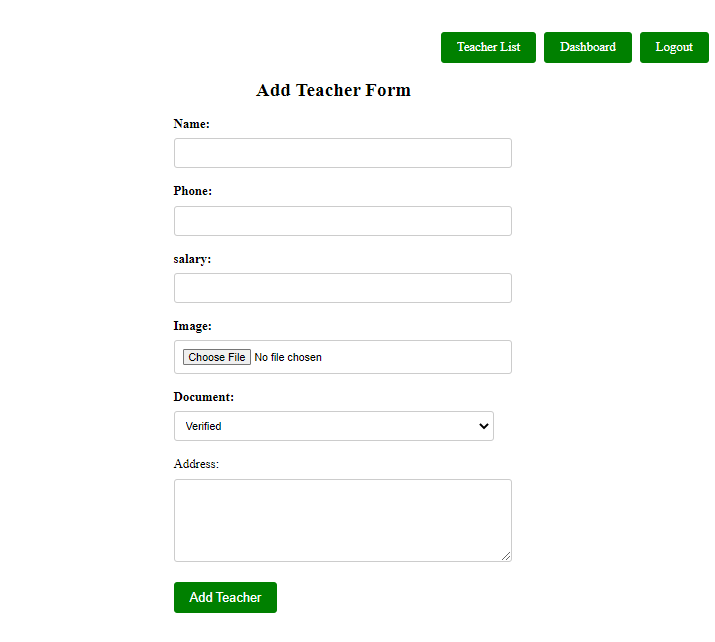 Teacher List Dashboard Logout
Add Teacher Form
Name:
Phone:
salary:
Image:
Choose File No file chosen
Document:
Verified
Address:
Add Teacher